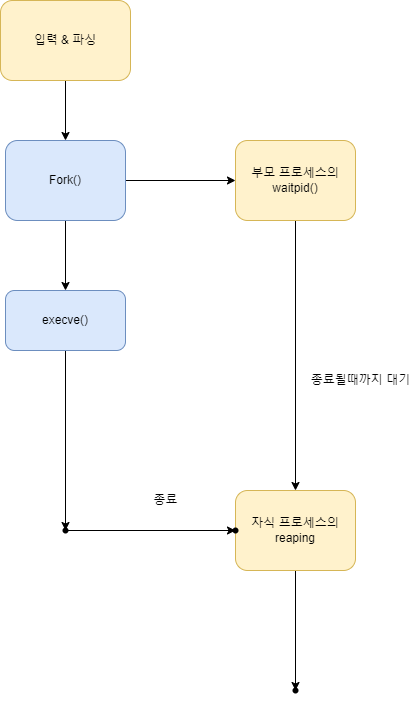 입력 & 파싱
Fork()
부모 프로세스의
waitpid()
execve()
종료될때까지 대기
종료
자식 프로세스의
reaping